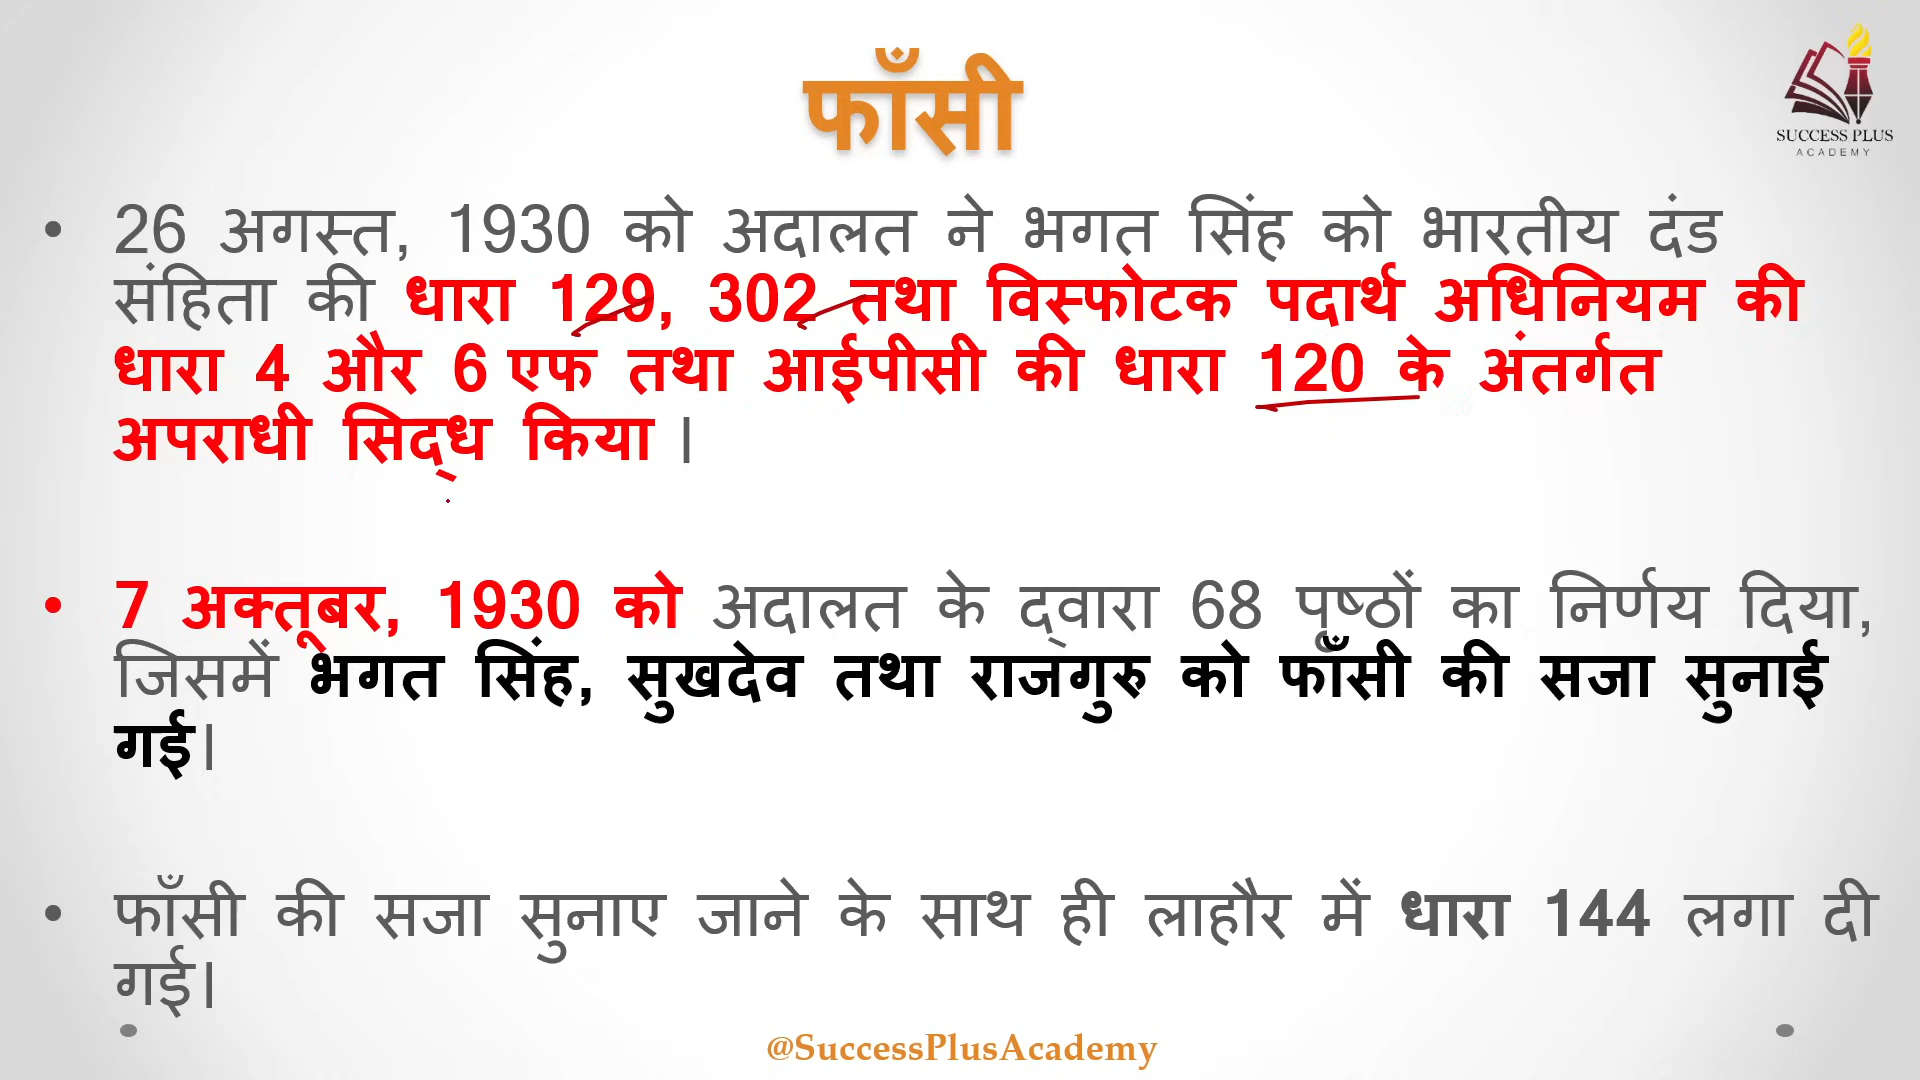 फाँसी
SUCCESS PLUS
ACADEMY
• 26 अगस्त, 1930 को अदालत ने भगत सिंह को भारतीय दंड
संहिता की धारा 129, 302 तथा विस्फोटक पदार्थ अधिनियम की
धारा 4 और 6 एफ तथा आईपीसी की धारा 120 के अंतर्गत
अपराधी सिद्ध किया |
• 7 अक्तूबर, 1930 को अदालत के द्वारा 68 पृष्ठों का निर्णय दिया,
जिसमें भगत सिंह, सुखदेव तथा राजगुरु को फाँसी की सजा सुनाई
गई।
• फाँसी की सजा सुनाए जाने के साथ ही लाहौर में धारा 144 लगा दी
गई।
@SuccessPlusAcademy